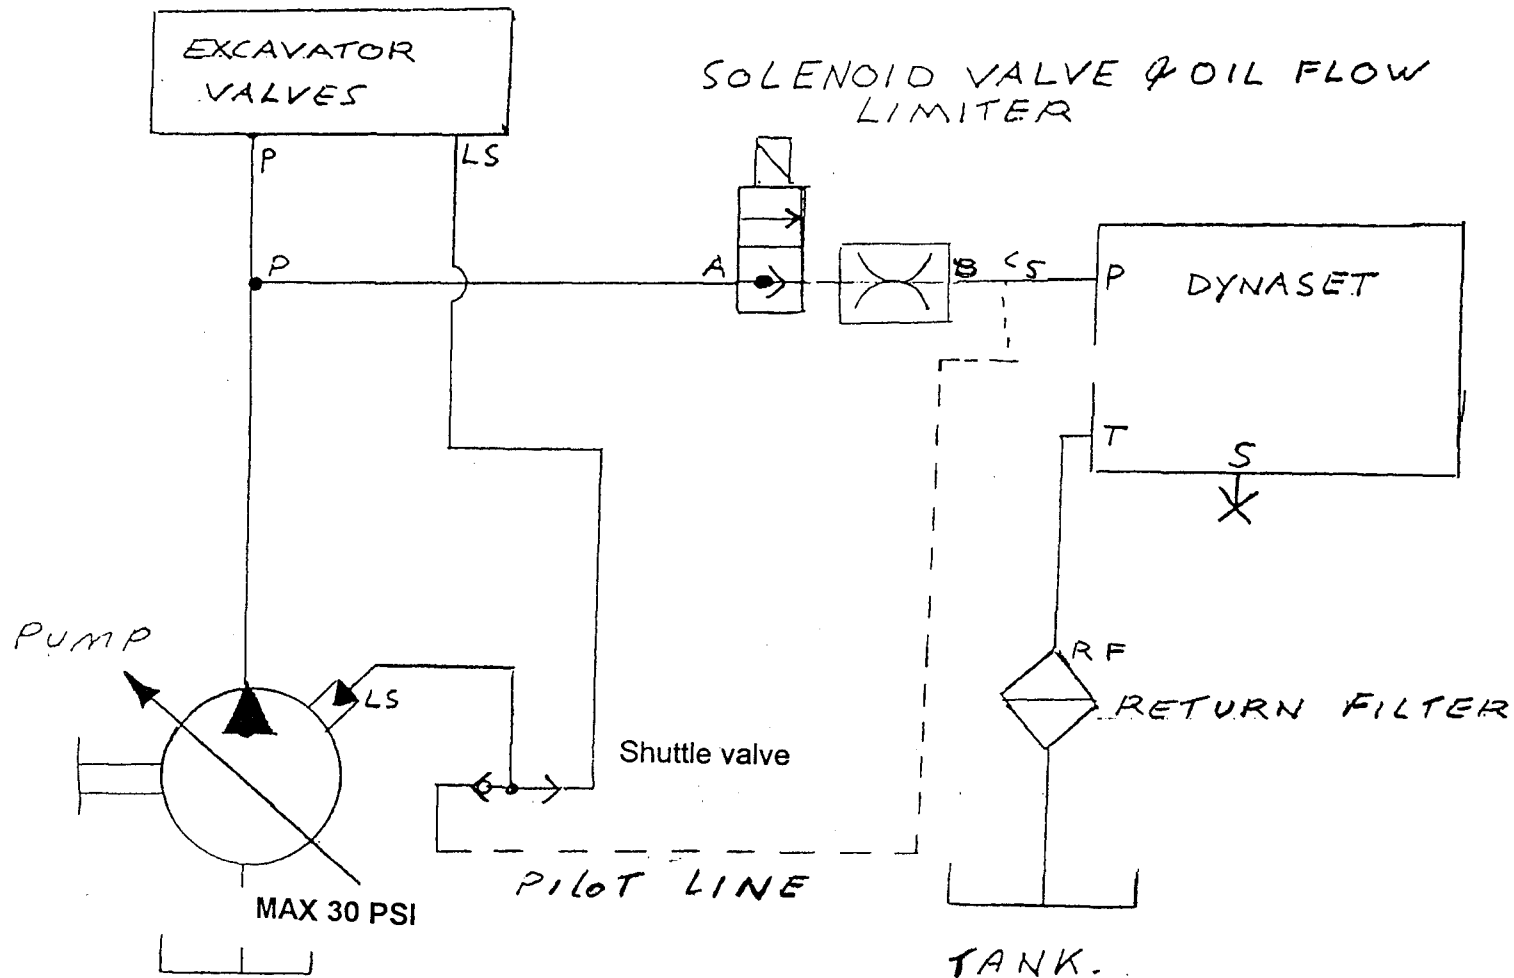 EXCAVATOR
VALVES
SOLENOID VALVE & OIL FLOW
LIMITER
P
LS
P
A
B
LS
P
DYNASET
T
S
PUMP
LS
RF
RETURN FILTER
Shuttle valve
PILOT LINE
MAX 30 PSI
TANK.